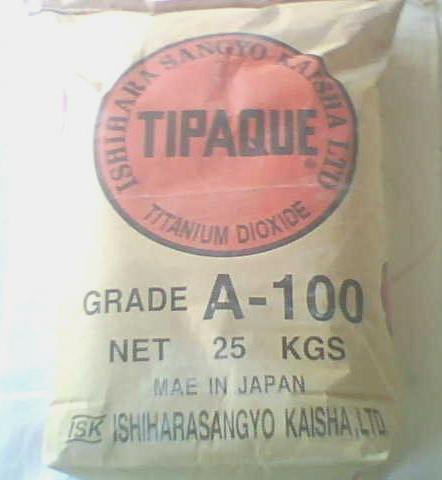 ISHIHARA SANGYO KAISHA LTD
TIPAQUE®
TITANIUM DIOXIDE
GRADE A-100
NET 25 KGS
MAE IN JAPAN
ISK ISHIHARASANGYO KAISHA, LTD.